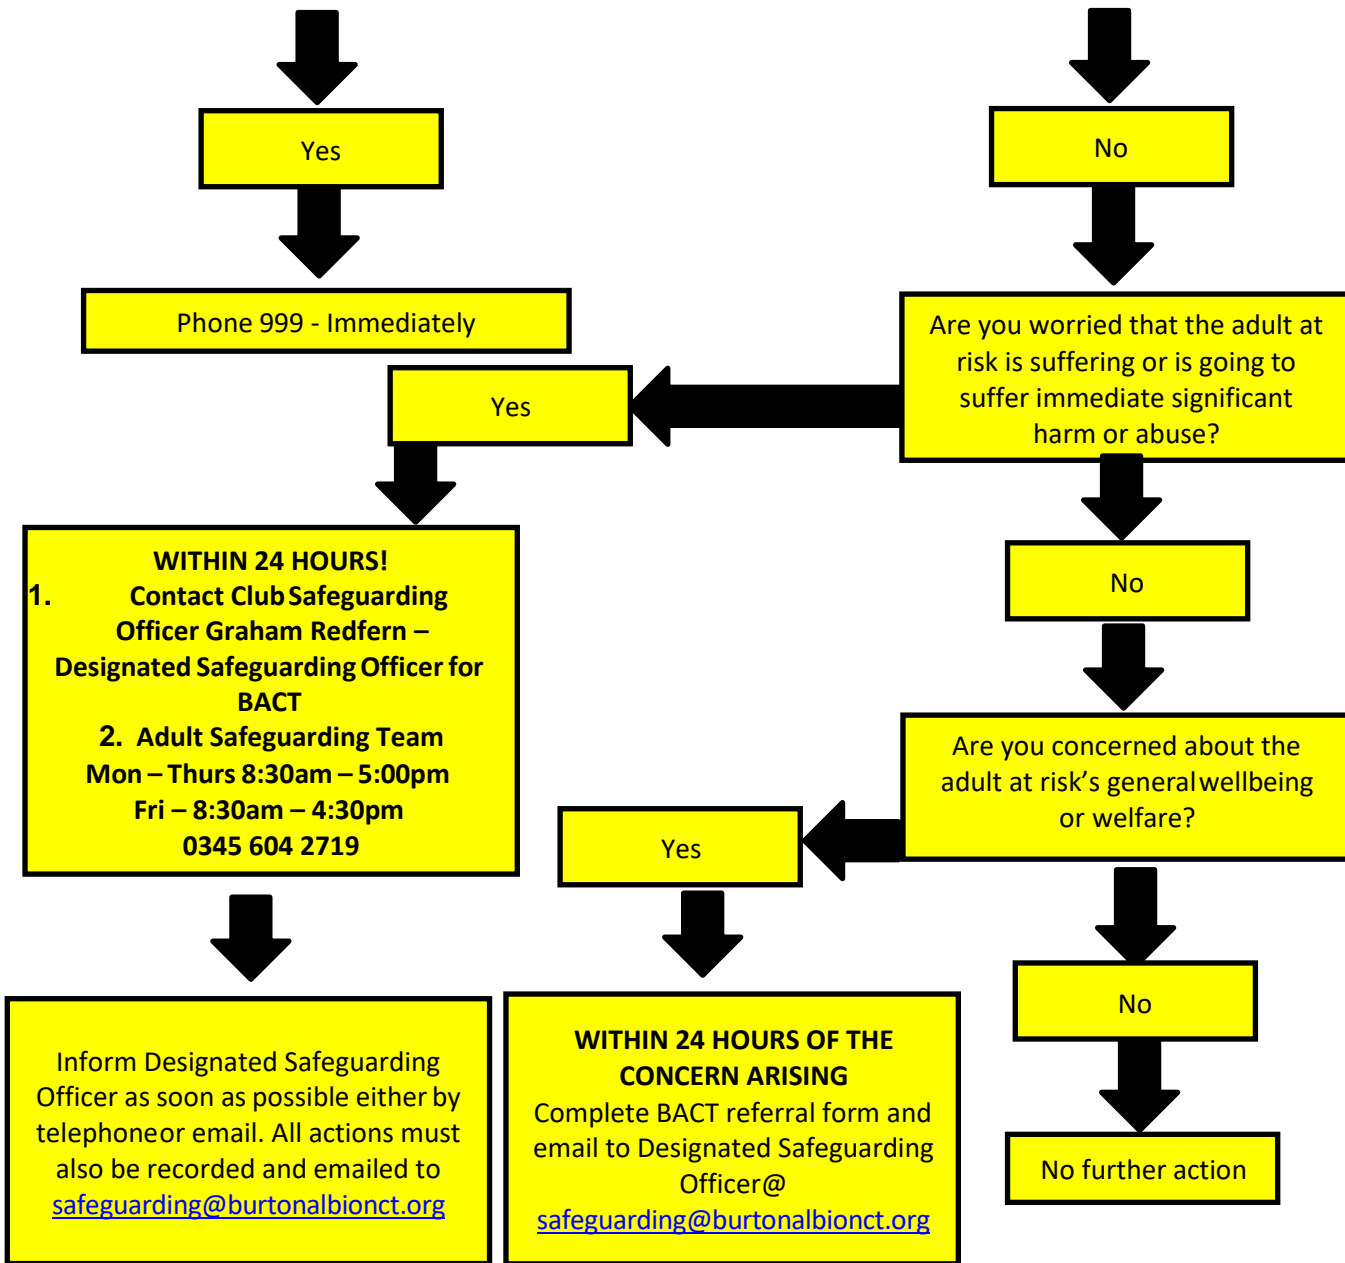 Yes
No
Phone 999 - Immediately
Are you worried that the adult at
risk is suffering or is going to
suffer immediate significant
harm or abuse?
Yes
WITHIN 24 HOURS!
1. Contact Club Safeguarding
Officer Graham Redfern –
Designated Safeguarding Officer for
BACT
2. Adult Safeguarding Team
Mon – Thurs 8:30am – 5:00pm
Fri – 8:30am – 4:30pm
0345 604 2719
No
Are you concerned about the
adult at risk’s general wellbeing
or welfare?
Yes
No
Inform Designated Safeguarding
Officer as soon as possible either by
telephoneor email. All actions must
also be recorded and emailed to
safeguarding@burtonalbionct.org
WITHIN 24 HOURS OF THE
CONCERN ARISING
Complete BACT referral form and
email to Designated Safeguarding
Officer@
safeguarding@burtonalbionct.org
No further action